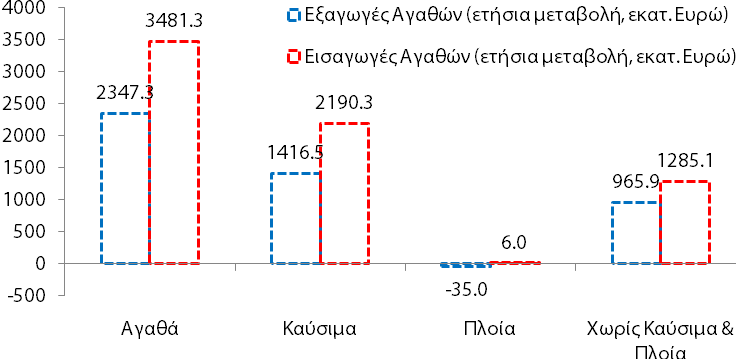 4000
3500
3000
2500
2000
1500
1000
500
0
-500
Εξαγωγές Αγαθών (ετήσια μεταβολή, εκατ. Ευρώ)
Εισαγωγές Αγαθών (ετήσια μεταβολή, εκατ. Ευρώ)
2347.3
3481.3
1416.5
2190.3
-35.0
6.0
965.9
1285.1
Αγαθά
Καύσιμα
Πλοία
Χωρίς Καύσιμα &
Πλοία